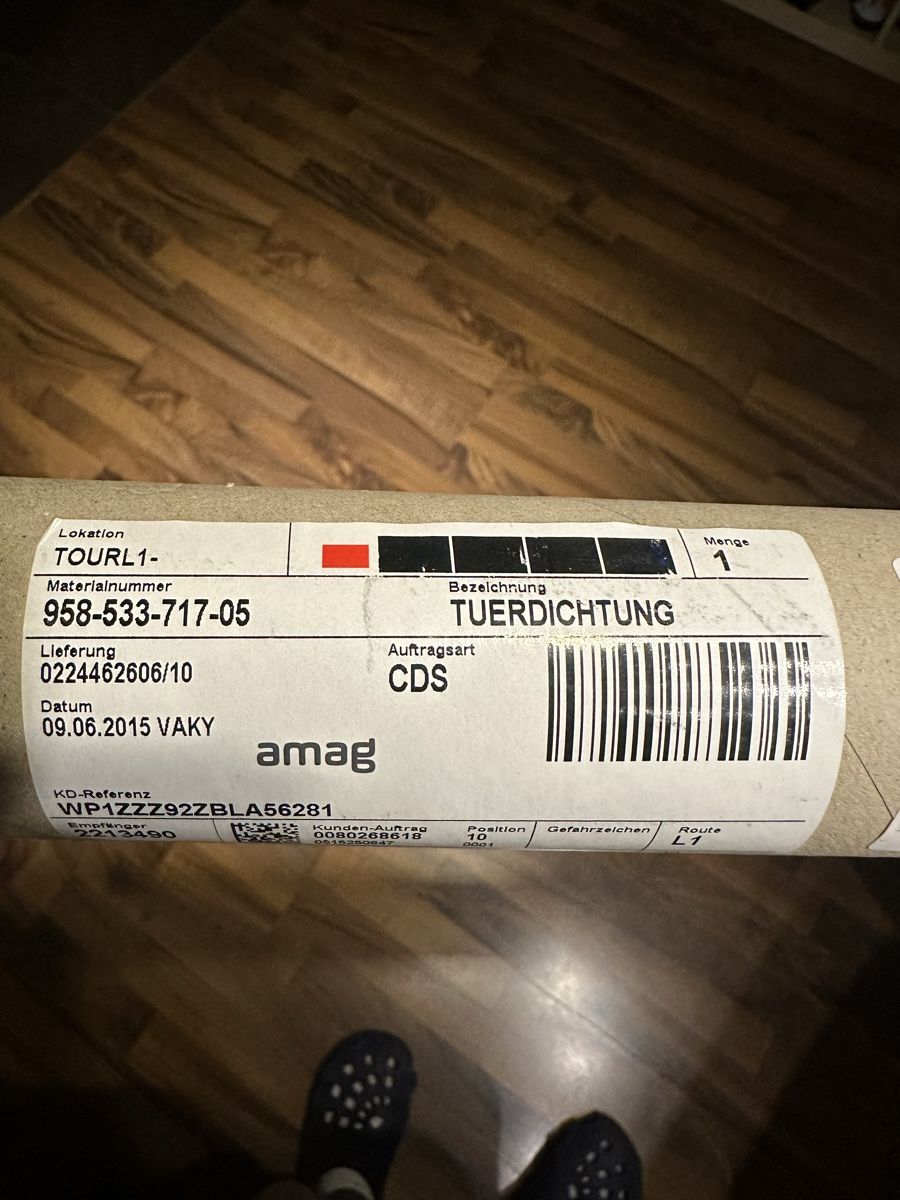 Lokation
TOURL1-
Menge
1
Materialnummer
958-533-717-05
Bezeichnung
TUERDICHTUNG
Lieferung
0224462606/10
Auftragsart
CDS
Datum
09.06.2015 VAKY
amag
KD-Referenz
WP1ZZZ92ZBLA56281
Empfänger
2213490
Kunden-Auftrag
0080268618
Position
10
0001
Gefahrzeichen
Route
L1